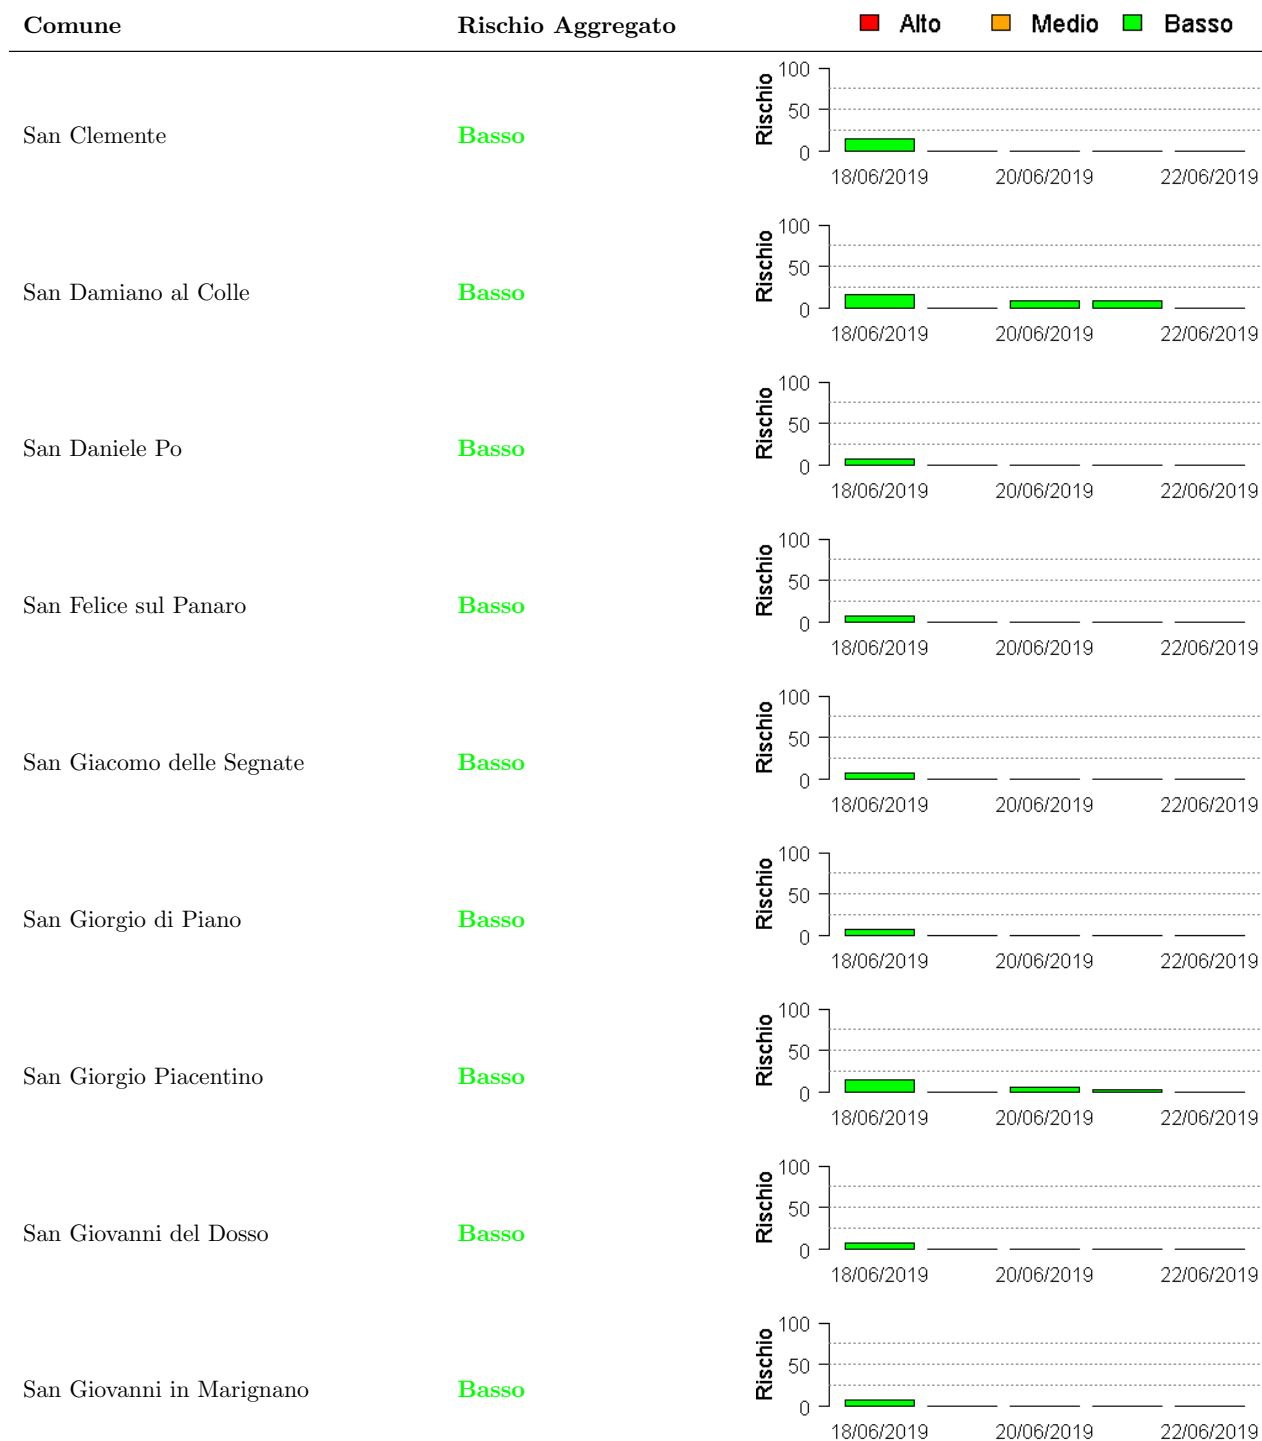 Comune Rischio Aggregato Alto Medio Basso
San Clemente Basso Rischio 100 50 0
18/06/2019 20/06/2019 22/06/2019
San Damiano al Colle Basso Rischio 100 50 0
18/06/2019 20/06/2019 22/06/2019
San Daniele Po Basso Rischio 100 50 0
18/06/2019 20/06/2019 22/06/2019
San Felice sul Panaro Basso Rischio 100 50 0
18/06/2019 20/06/2019 22/06/2019
San Giacomo delle Segnate Basso Rischio 100 50 0
18/06/2019 20/06/2019 22/06/2019
San Giorgio di Piano Basso Rischio 100 50 0
18/06/2019 20/06/2019 22/06/2019
San Giorgio Piacentino Basso Rischio 100 50 0
18/06/2019 20/06/2019 22/06/2019
San Giovanni del Dosso Basso Rischio 100 50 0
18/06/2019 20/06/2019 22/06/2019
San Giovanni in Marignano Basso Rischio 100 50 0
18/06/2019 20/06/2019 22/06/2019